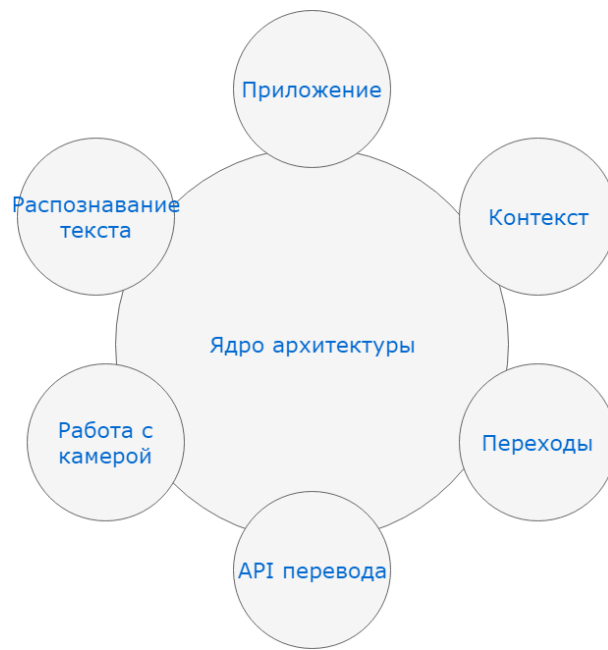 Приложение
Распознавание
текста
Контекст
Ядро архитектуры
Работа с
камерой
Переходы
API перевода